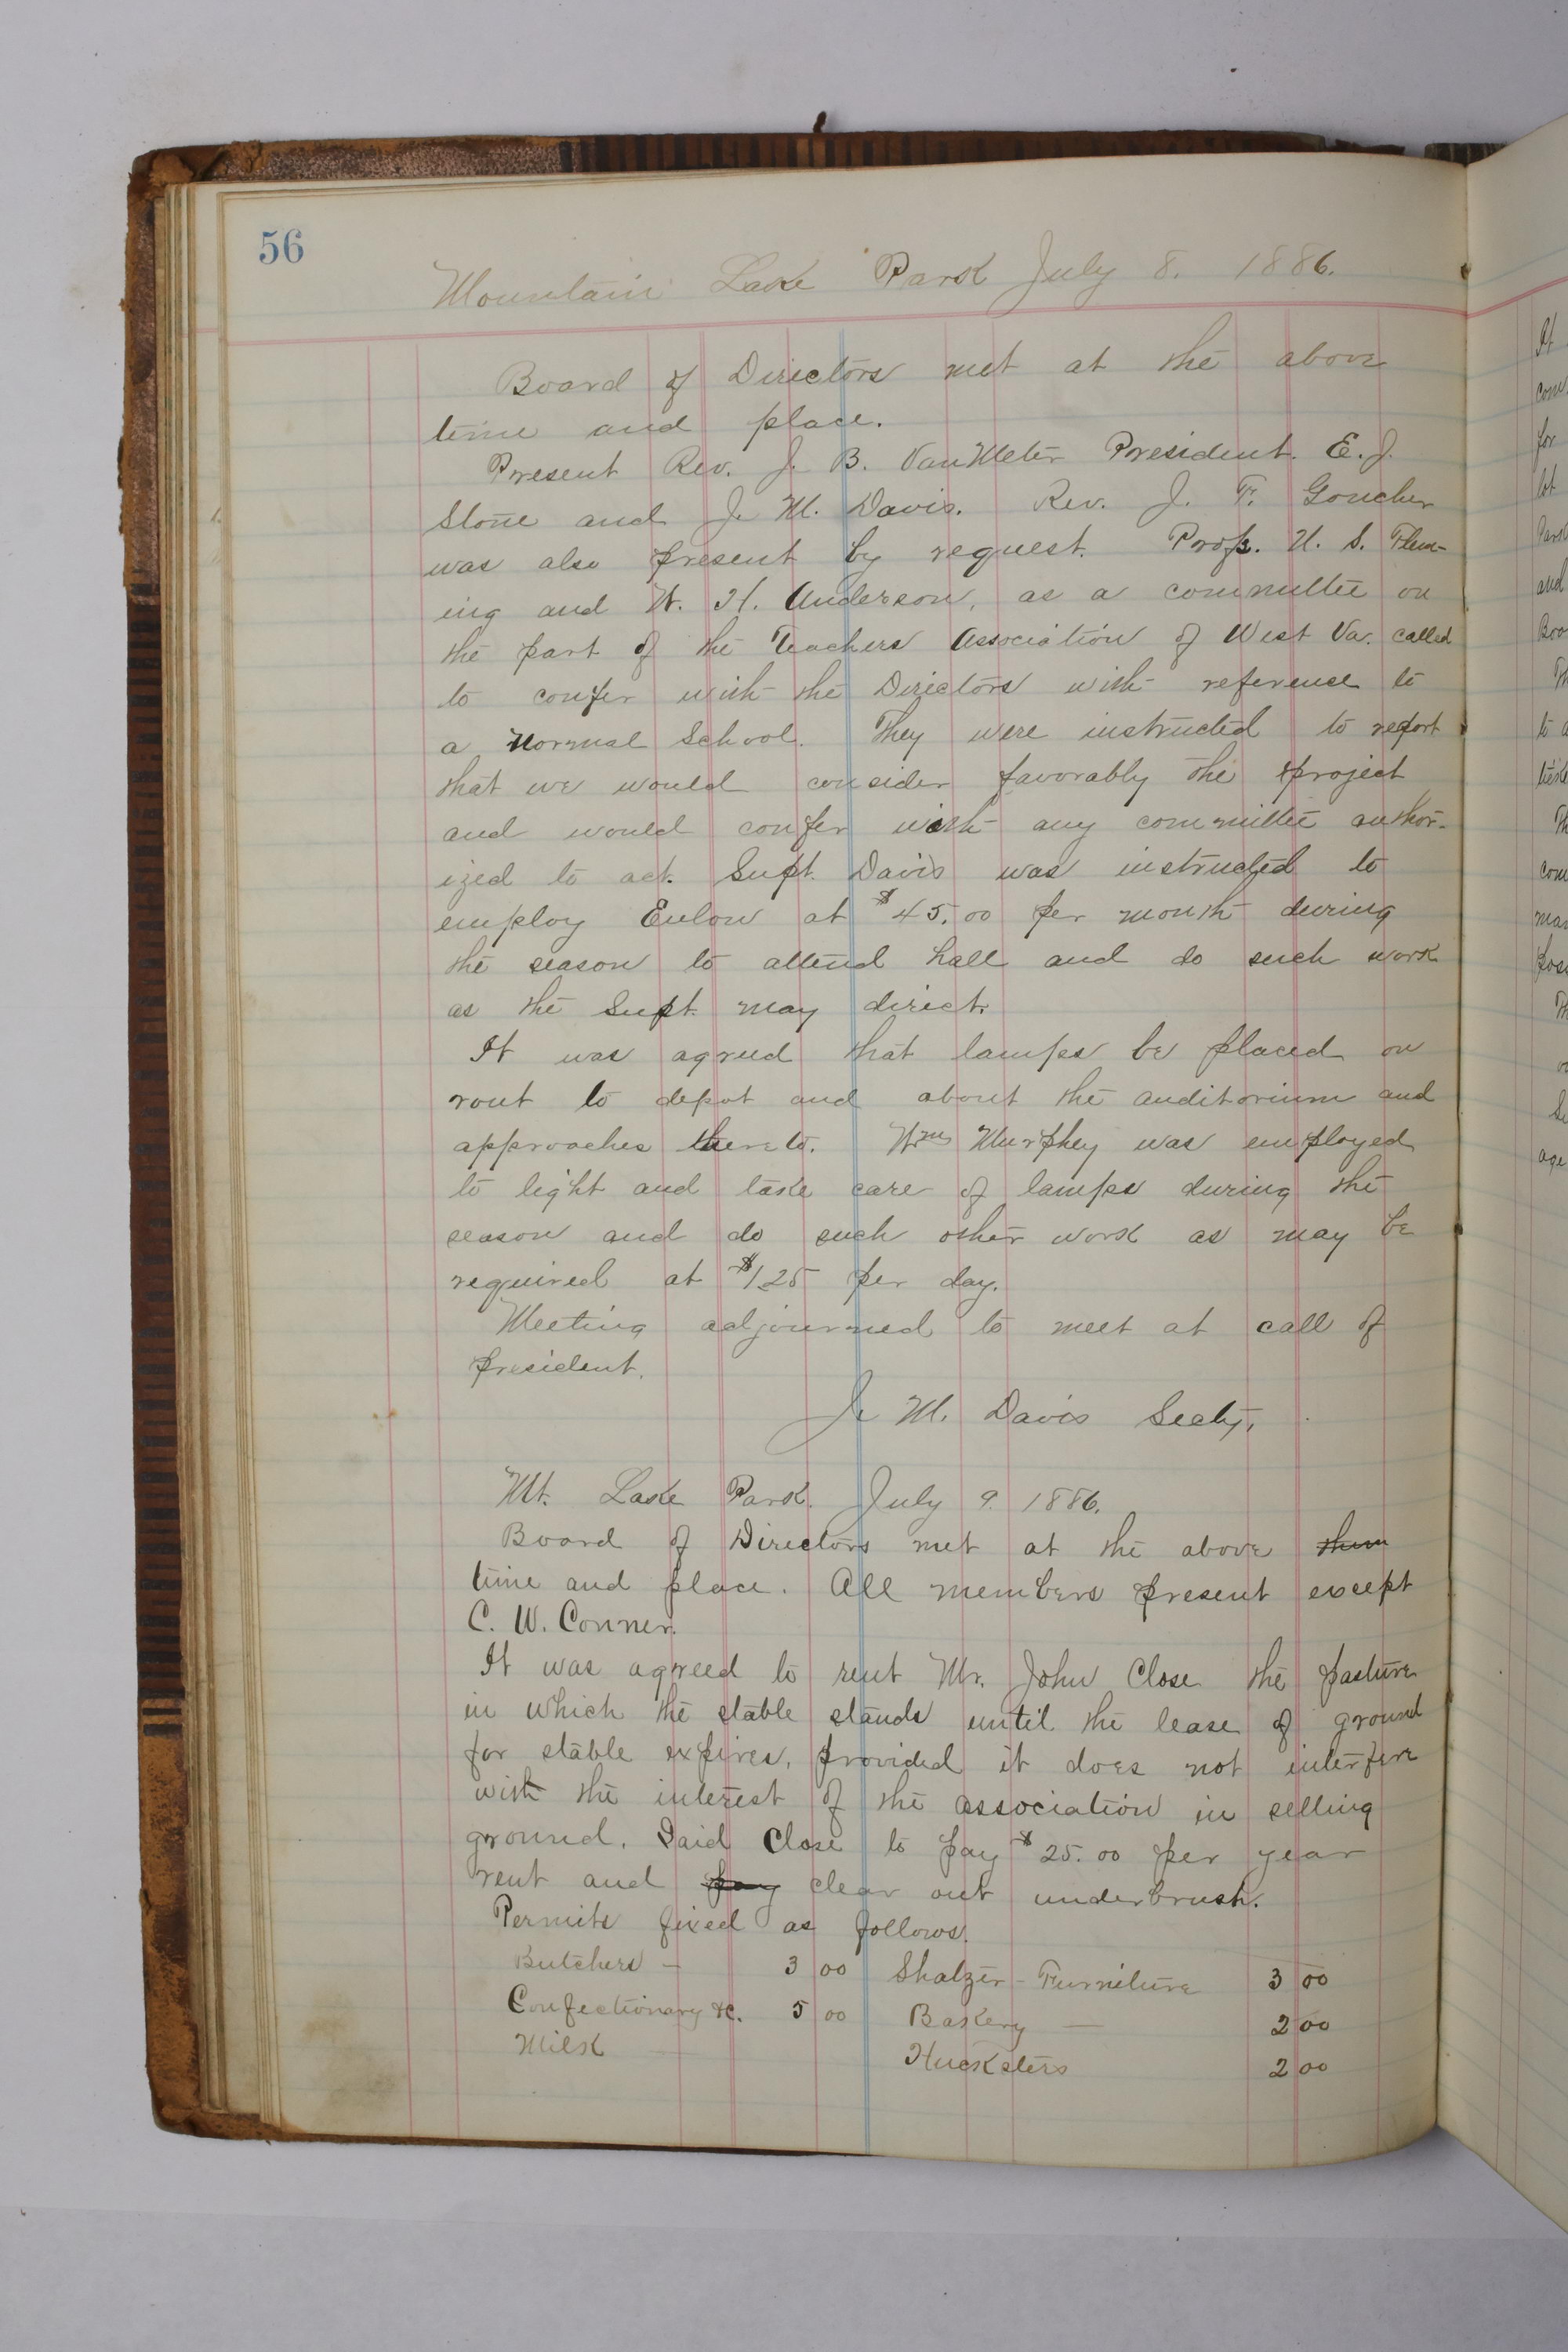 56
Mountain Lake Park July 8. 1886.
Board of Directors met at the above
time and place.
Present Rev. J. B. VanMeter President. E. J.
Stone and J. M. Davis. Rev. J. F. Goucher
was also present by request. Profs. U. S. Flem-
ing and W. H. Anderson, as a committee on
the part of the Teachers Association of West Va. called
to confer with the Directors with reference to
a Normal School. They were instructed to report
that we would consider favorably the project
and would confer with any committee author-
ized to act. Supt. Davis was instructed to
employ Enlow at $45.00 per month during
the season to attend hall and do such work
as the Supt. may direct.
It was agreed that lamps be placed on
rout to depot and about the auditorium and
approaches thereto. Wm Murphey was employed
to light and take care of lamps during the
season and do such other work as may be
required at $1.25 per day.
Meeting adjourned to meet at call of
president.
J. M. Davis Secty.
Mt. Lake Park. July 9. 1886.
Board of Directors met at the above them
time and place. All members present except
C. W. Conner.
It was agreed to rent Mr. John Close the pasture
in which the stable stands until the lease of ground
for stable expires, provided it does not interfere
with the interest of the association in selling
ground. Said Close to pay $25.00 per year
rent and pay clear out underbrush.
Permits fixed as follows.
Butchers - 3 00 Shatzer - Furniture 3 00
Confectionary &c. 5 00 Bakery — 2 00
Milk Hucksters 2 00
It
com
for
lot
Park
and
Boo
Th
to a
Th
com
Th
age